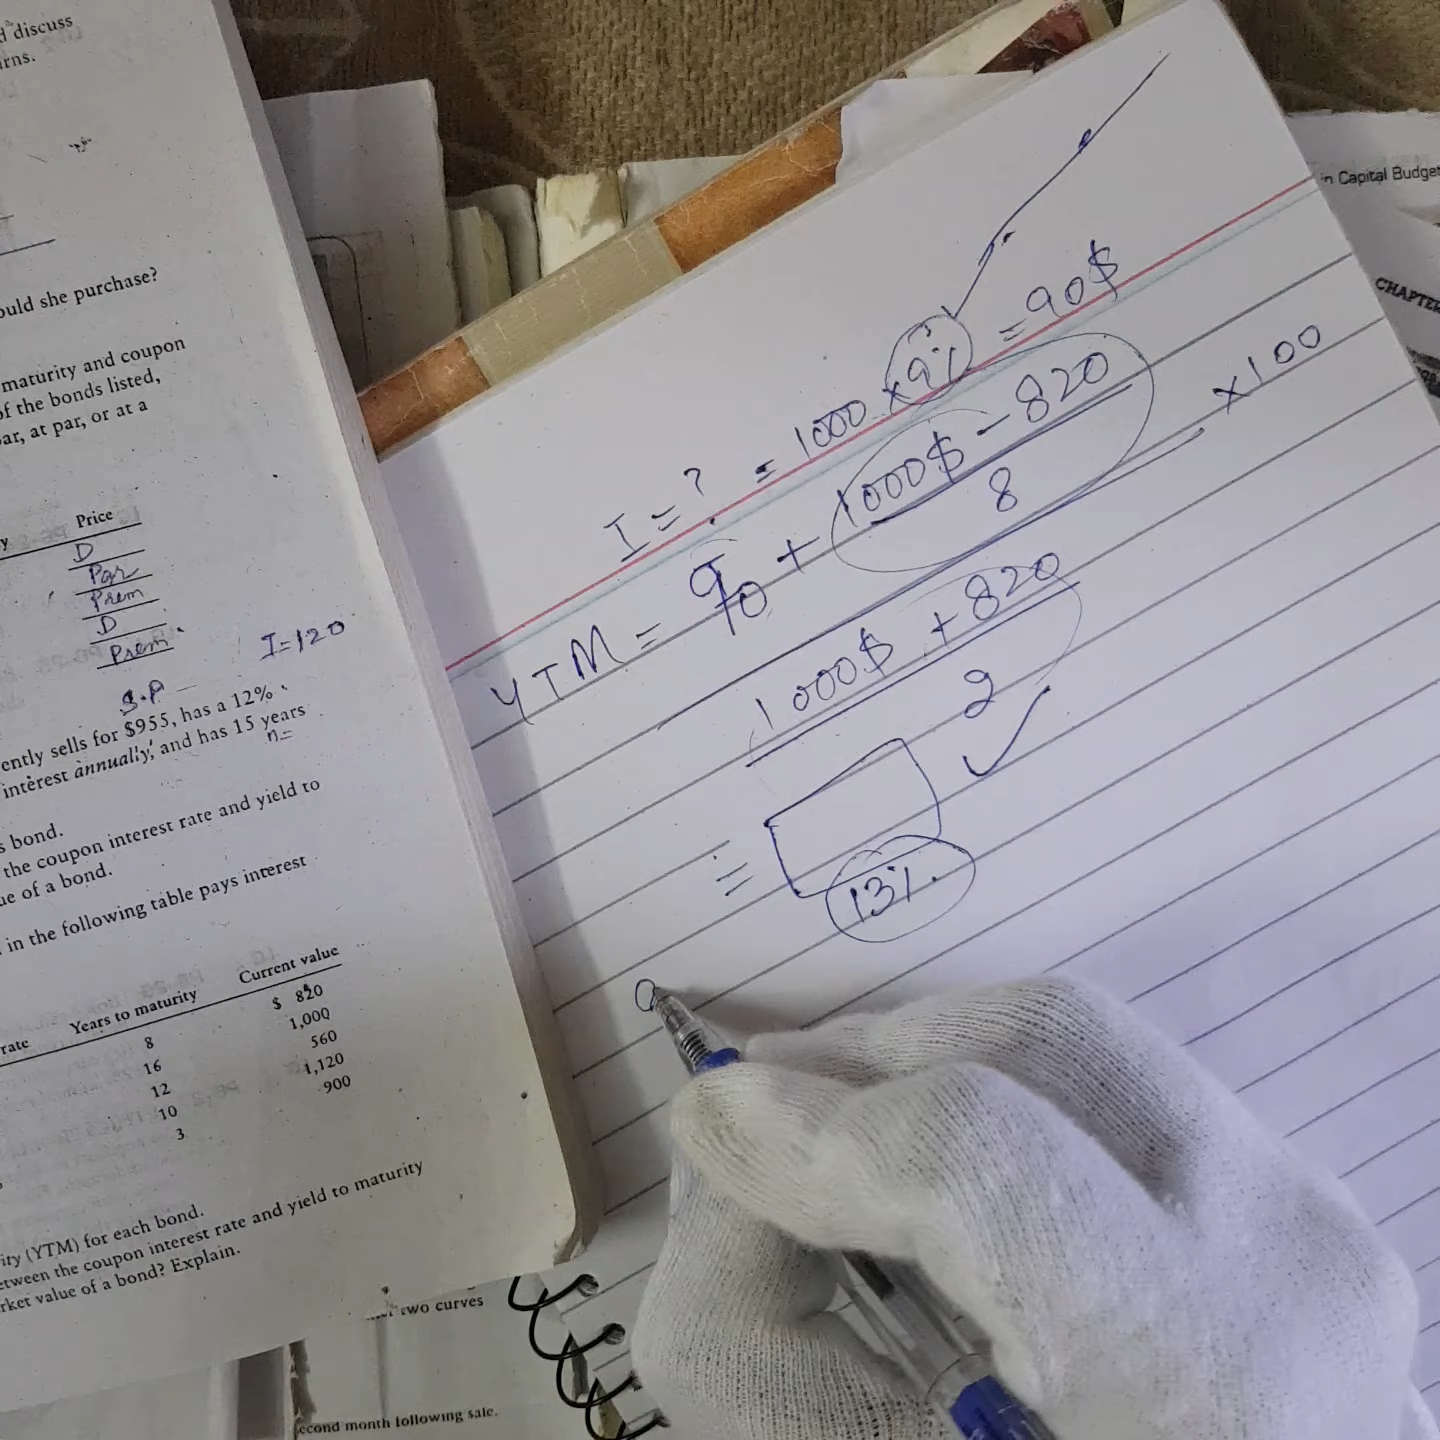 d discuss
rns.
ould she purchase?
maturity and coupon
of the bonds listed,
ar, at par, or at a
y Price
D
Par
Prem
D
Prem
I=120
S.P
ently sells for $955, has a 12%
interest annually, and has 15 years
n=
s bond.
the coupon interest rate and yield to
ue of a bond.
in the following table pays interest
rate Years to maturity Current value
8 $ 820
16 1,000
12 560
10 1,120
3 900
ity (YTM) for each bond.
etween the coupon interest rate and yield to maturity
rket value of a bond? Explain.
two curves
econd month following sale.
I = ? = 1000 × 9% = 90$
YTM = 90 + 1000$ - 820 × 100
8
1000$ + 820
2
=
13%.
in Capital Budget
CHAPTER